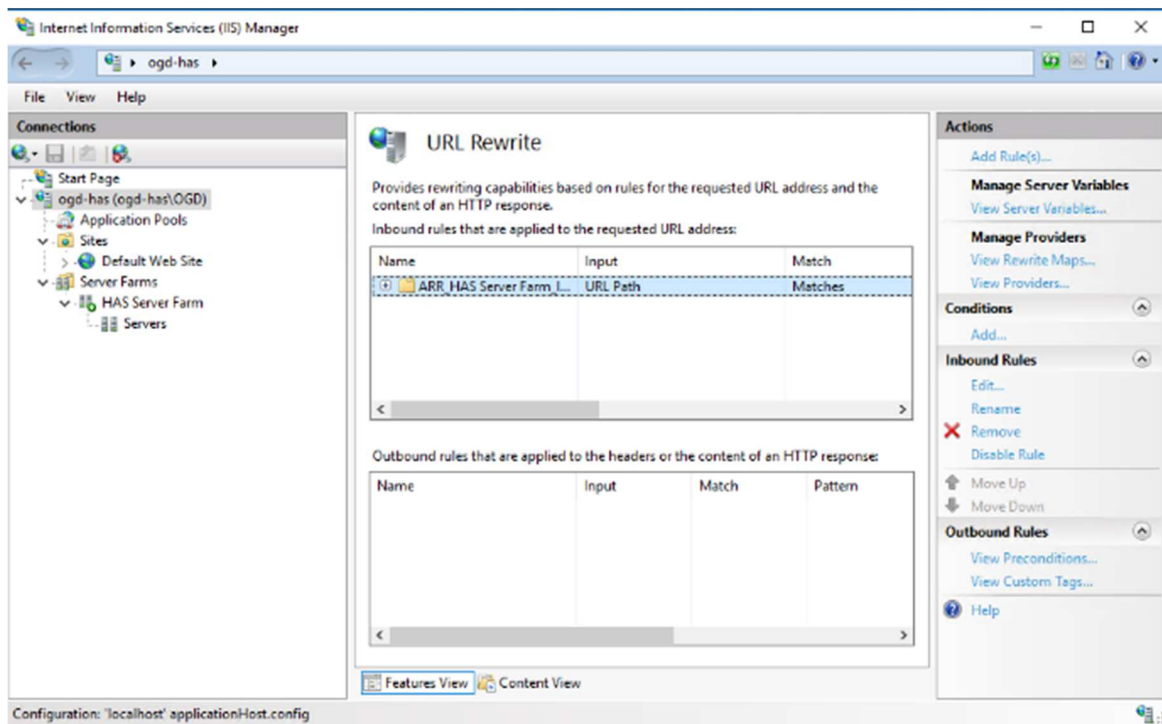 Internet Information Services (IIS) Manager
ogd-has
File View Help
Connections
Start Page
ogd-has (ogd-has\OGD)
Application Pools
Sites
Default Web Site
Server Farms
HAS Server Farm
Servers
URL Rewrite
Provides rewriting capabilities based on rules for the requested URL address and the
content of an HTTP response.
Inbound rules that are applied to the requested URL address:
Name Input Match
ARR_HAS Server Farm_l... URL Path Matches
Outbound rules that are applied to the headers or the content of an HTTP response:
Name Input Match Pattern
Features View Content View
Actions
Add Rule(s)...
Manage Server Variables
View Server Variables...
Manage Providers
View Rewrite Maps...
View Providers...
Conditions
Add...
Inbound Rules
Edit...
Rename
Remove
Disable Rule
Move Up
Move Down
Outbound Rules
View Preconditions...
View Custom Tags...
Help
Configuration: 'localhost' applicationHost.config